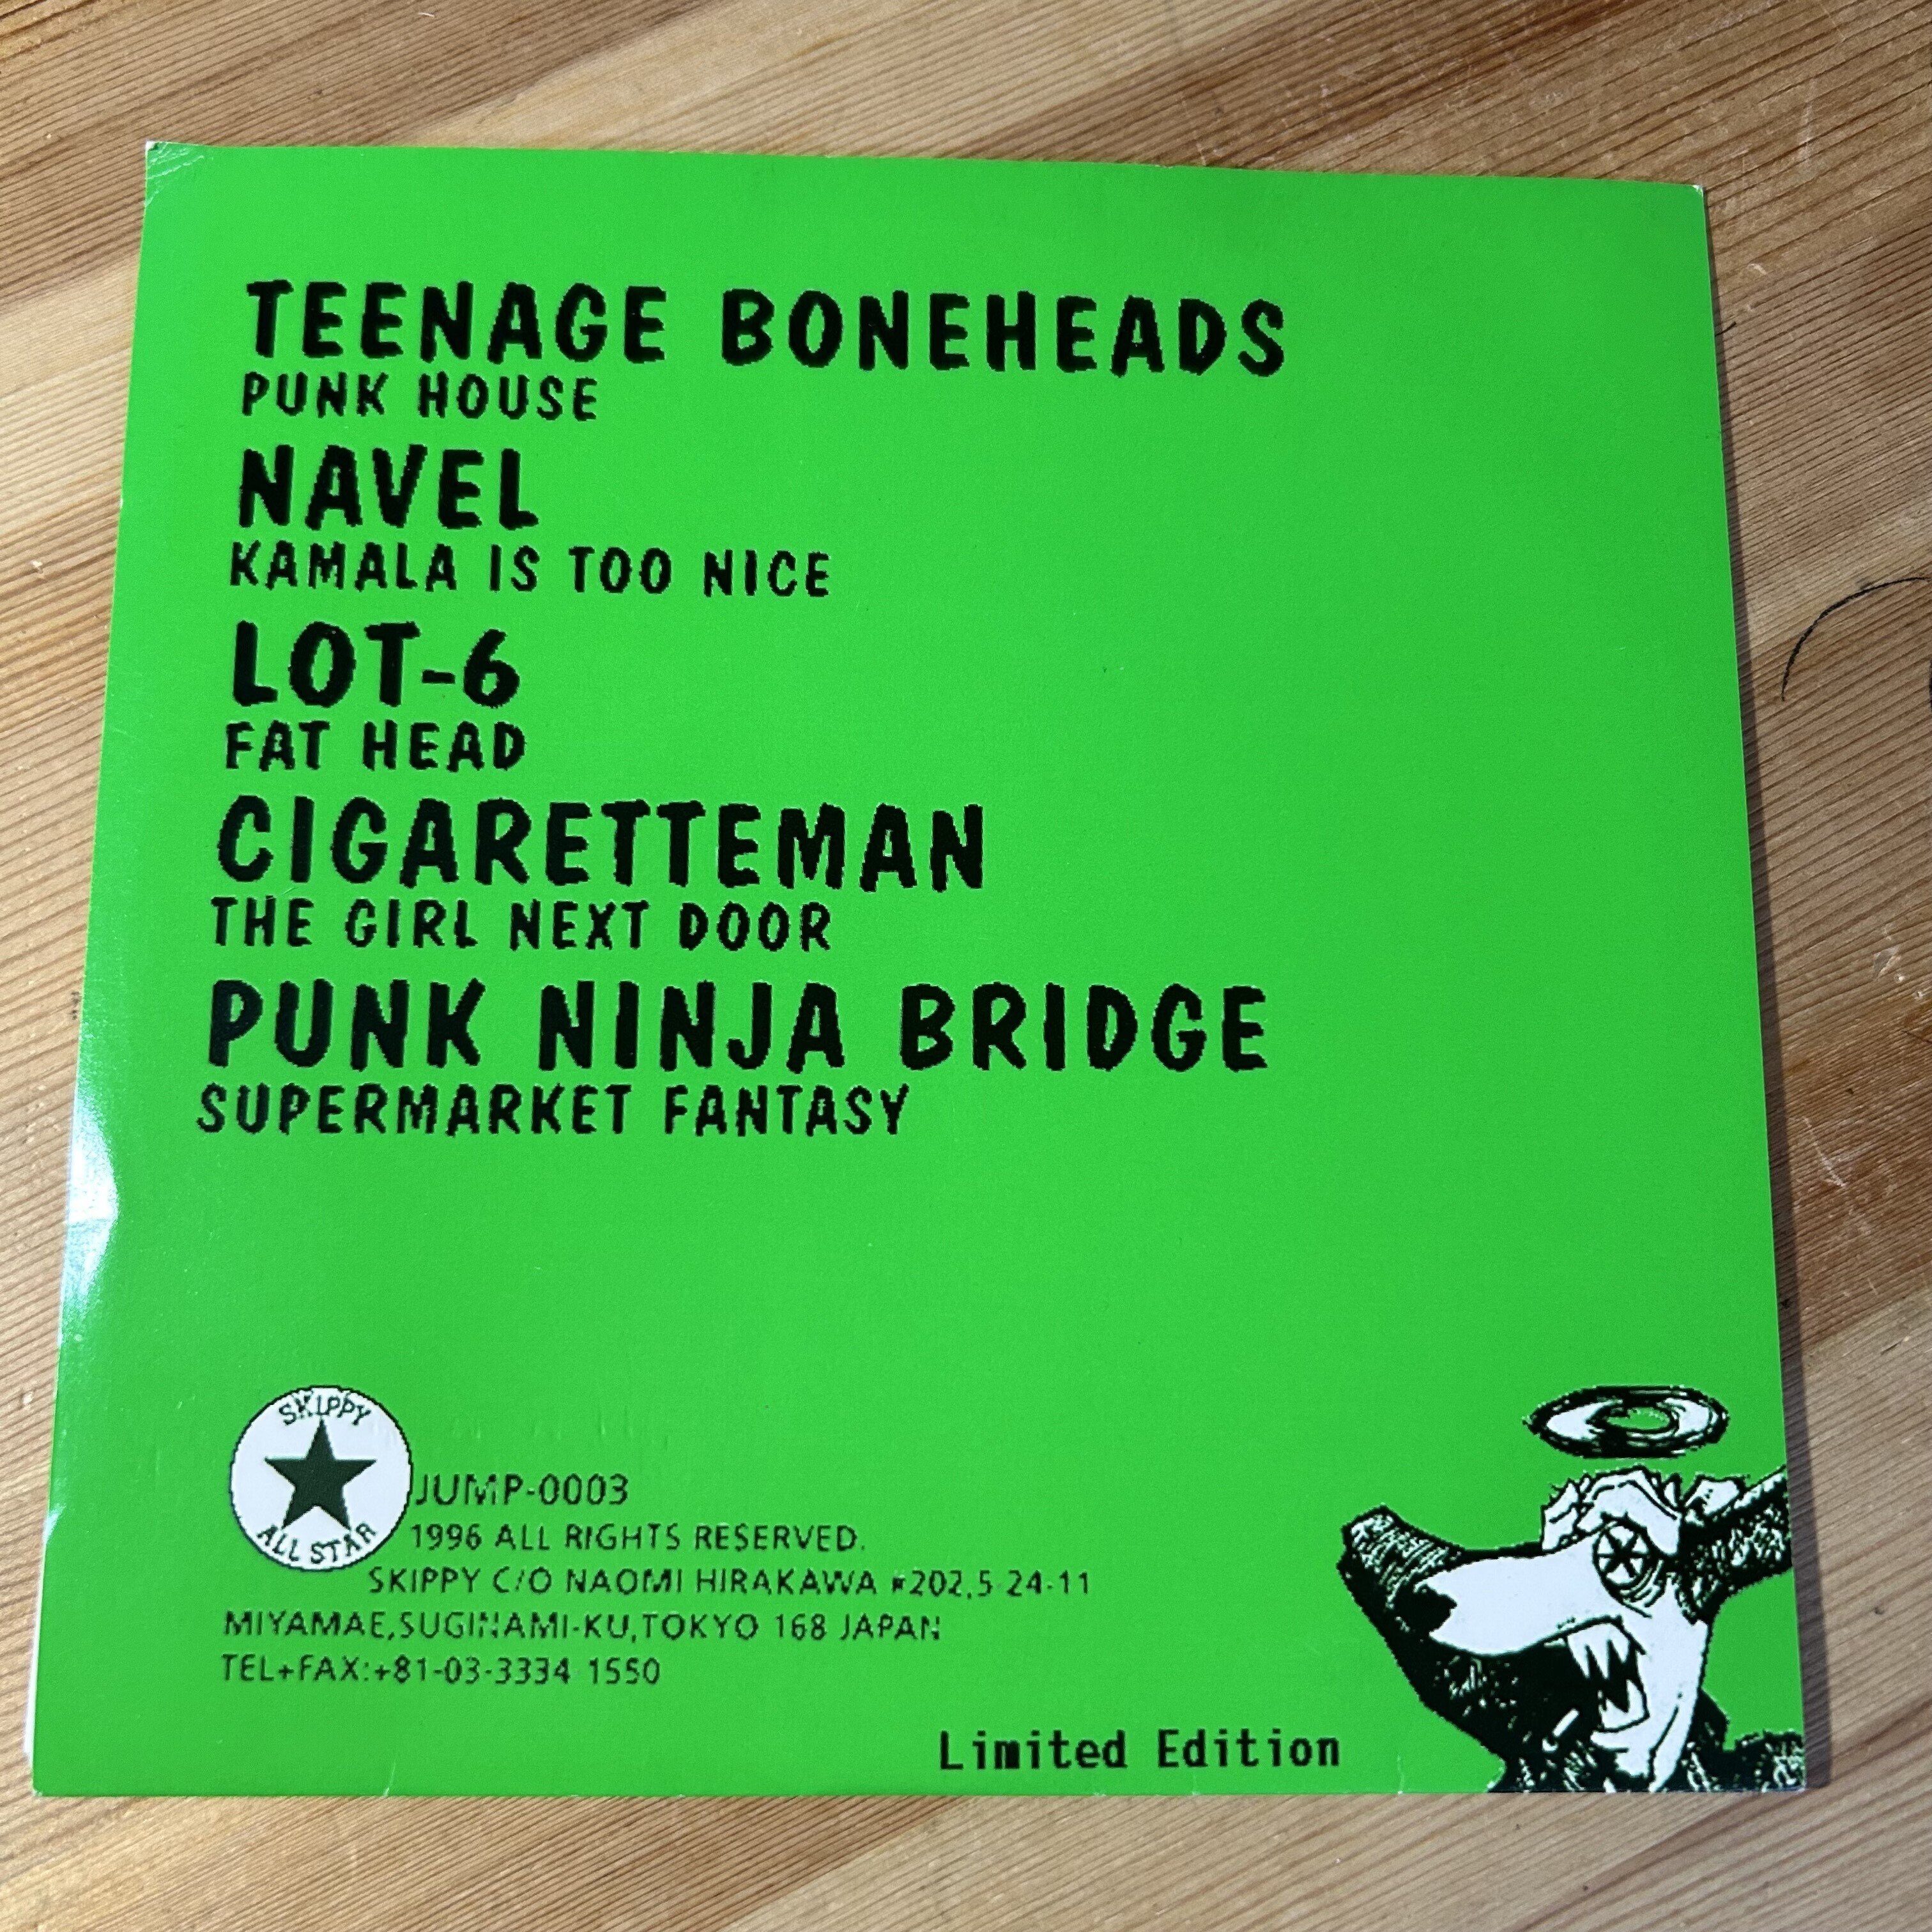 TEENAGE BONEHEADS
PUNK HOUSE
NAVEL
KAMALA IS TOO NICE
LOT-6
FAT HEAD
CIGARETTEMAN
THE GIRL NEXT DOOR
PUNK NINJA BRIDGE
SUPERMARKET FANTASY
SKIPPY
ALL STAR
JUMP-0003
1996 ALL RIGHTS RESERVED.
SKIPPY C/O NAOMI HIRAKAWA #202,5-24-11
MIYAMAE,SUGINAMI-KU,TOKYO 168 JAPAN
TEL+FAX:+81-03-3334-1550
Limited Edition